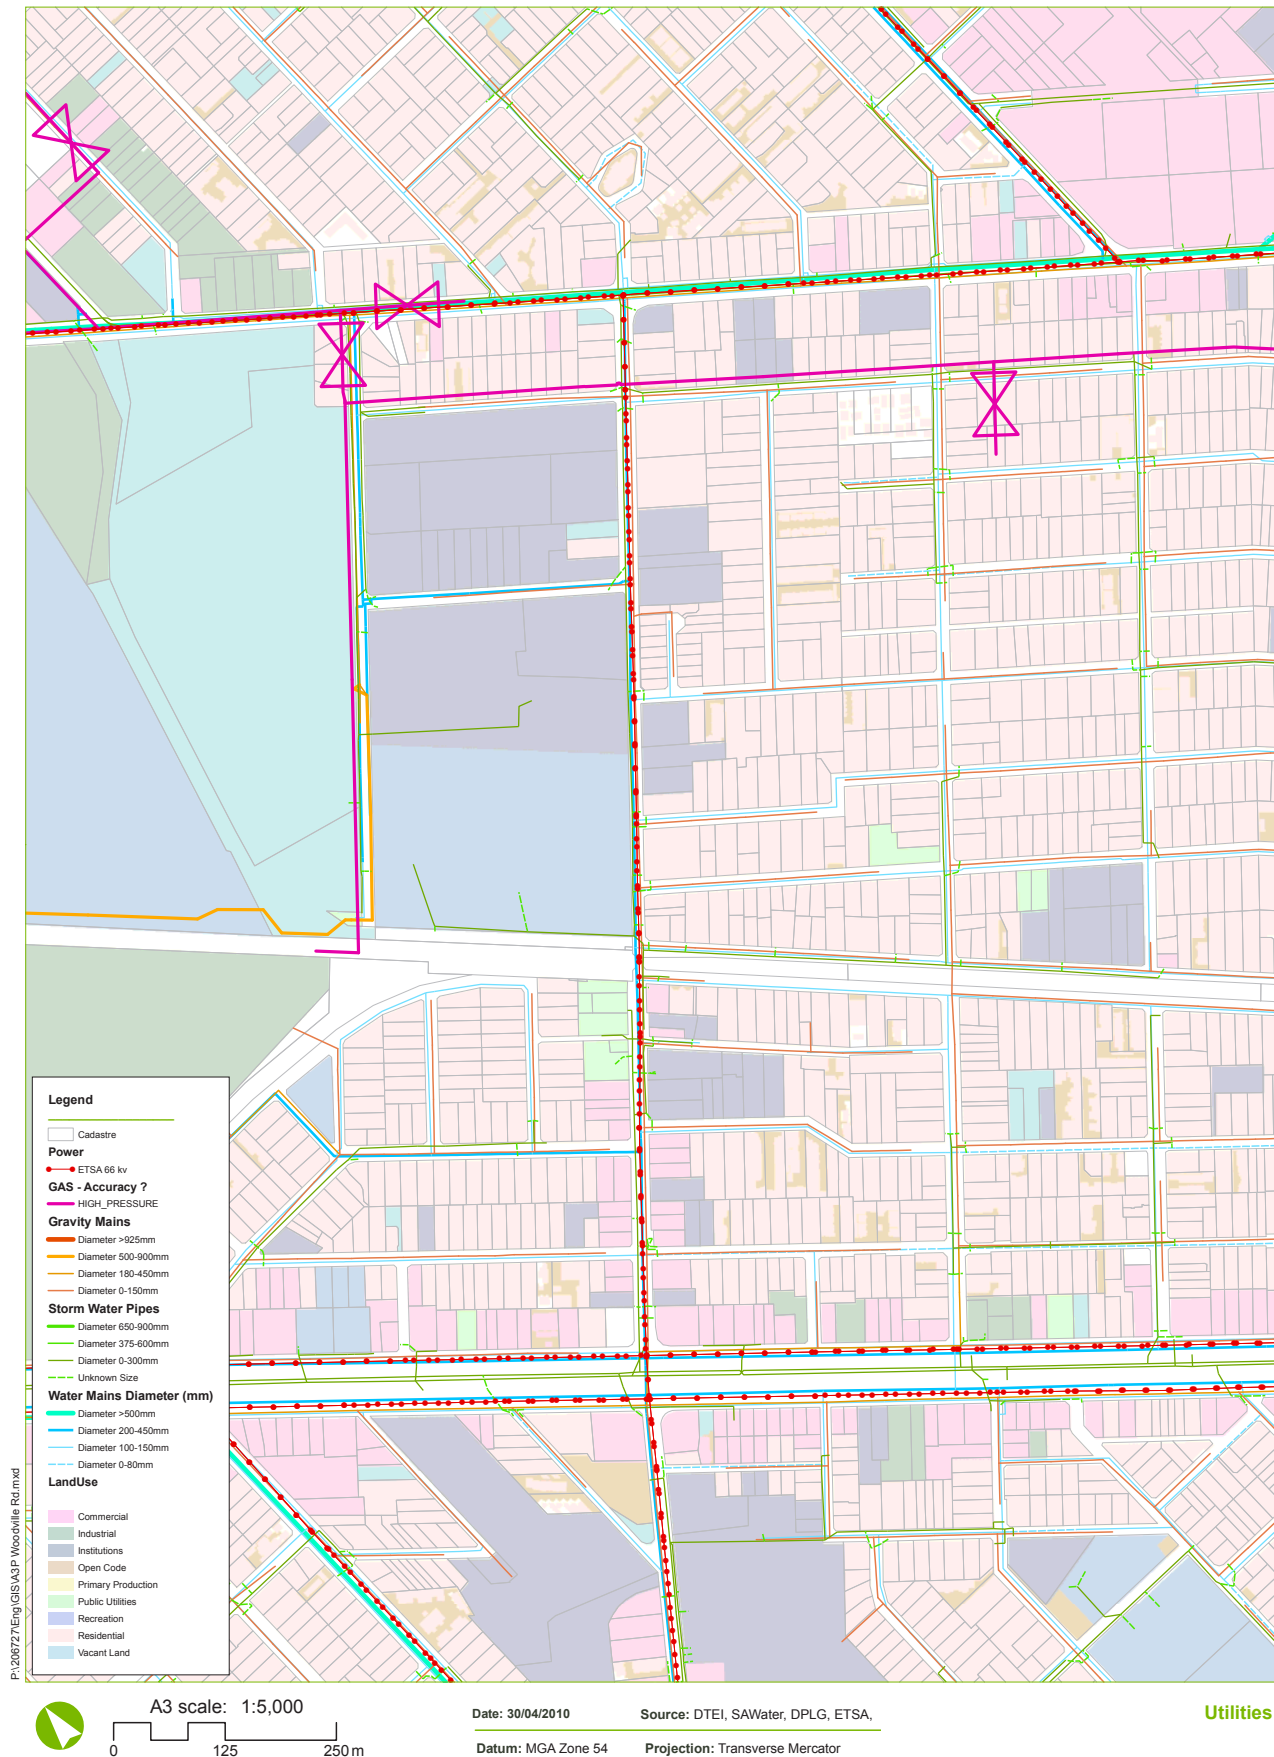 Legend
Cadastre
Power
ETSA 66 kv
GAS - Accuracy ?
HIGH_PRESSURE
Gravity Mains
Diameter >925mm
Diameter 500-900mm
Diameter 180-450mm
Diameter 0-150mm
Storm Water Pipes
Diameter 650-900mm
Diameter 375-600mm
Diameter 0-300mm
Unknown Size
Water Mains Diameter (mm)
Diameter >500mm
Diameter 200-450mm
Diameter 100-150mm
Diameter 0-80mm
LandUse
Commercial
Industrial
Institutions
Open Code
Primary Production
Public Utilities
Recreation
Residential
Vacant Land
P:\206727\Eng\GIS\A3P Woodville Rd.mxd
A3 scale: 1:5,000
0 125 250 m
Date: 30/04/2010 Source: DTEI, SAWater, DPLG, ETSA,
Datum: MGA Zone 54 Projection: Transverse Mercator
Utilities